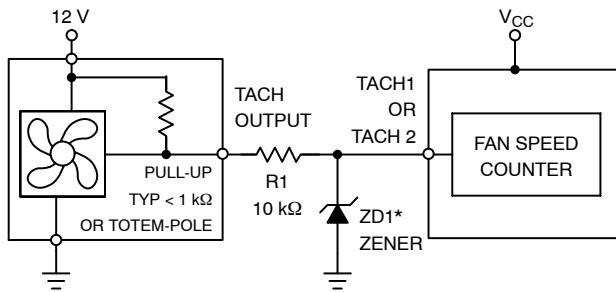 12 V
V_CC
TACH
OUTPUT
TACH1
OR
TACH 2
PULL-UP
TYP < 1 kΩ
OR TOTEM-POLE
R1
10 kΩ
ZD1*
ZENER
FAN SPEED
COUNTER